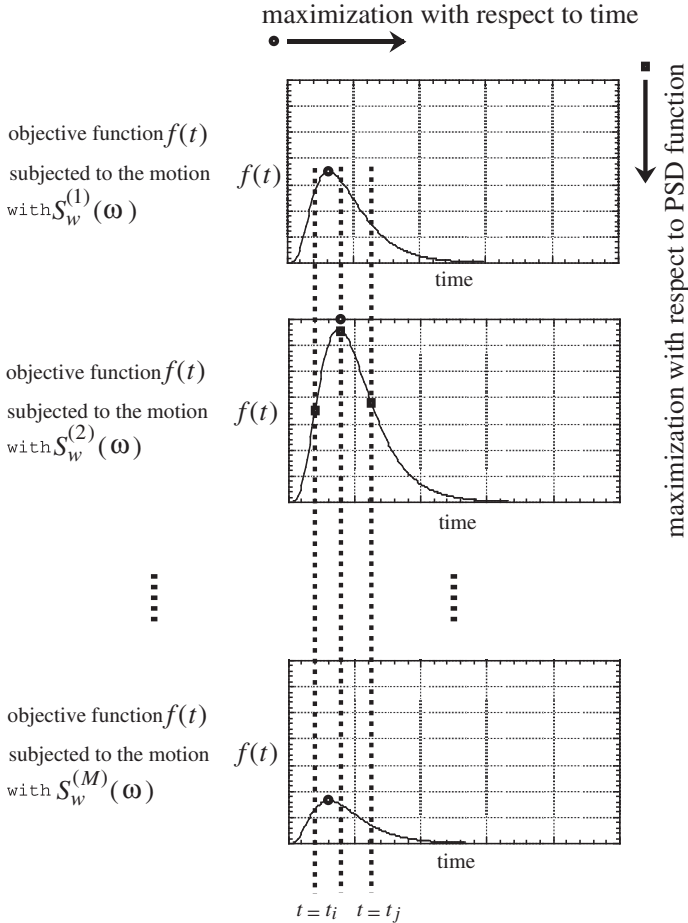 maximization with respect to time
maximization with respect to PSD function
objective function f(t)
subjected to the motion
with S_w^(1)(ω)
f(t)
time
objective function f(t)
subjected to the motion
with S_w^(2)(ω)
f(t)
time
objective function f(t)
subjected to the motion
with S_w^(M)(ω)
f(t)
time
t = t_i
t = t_j